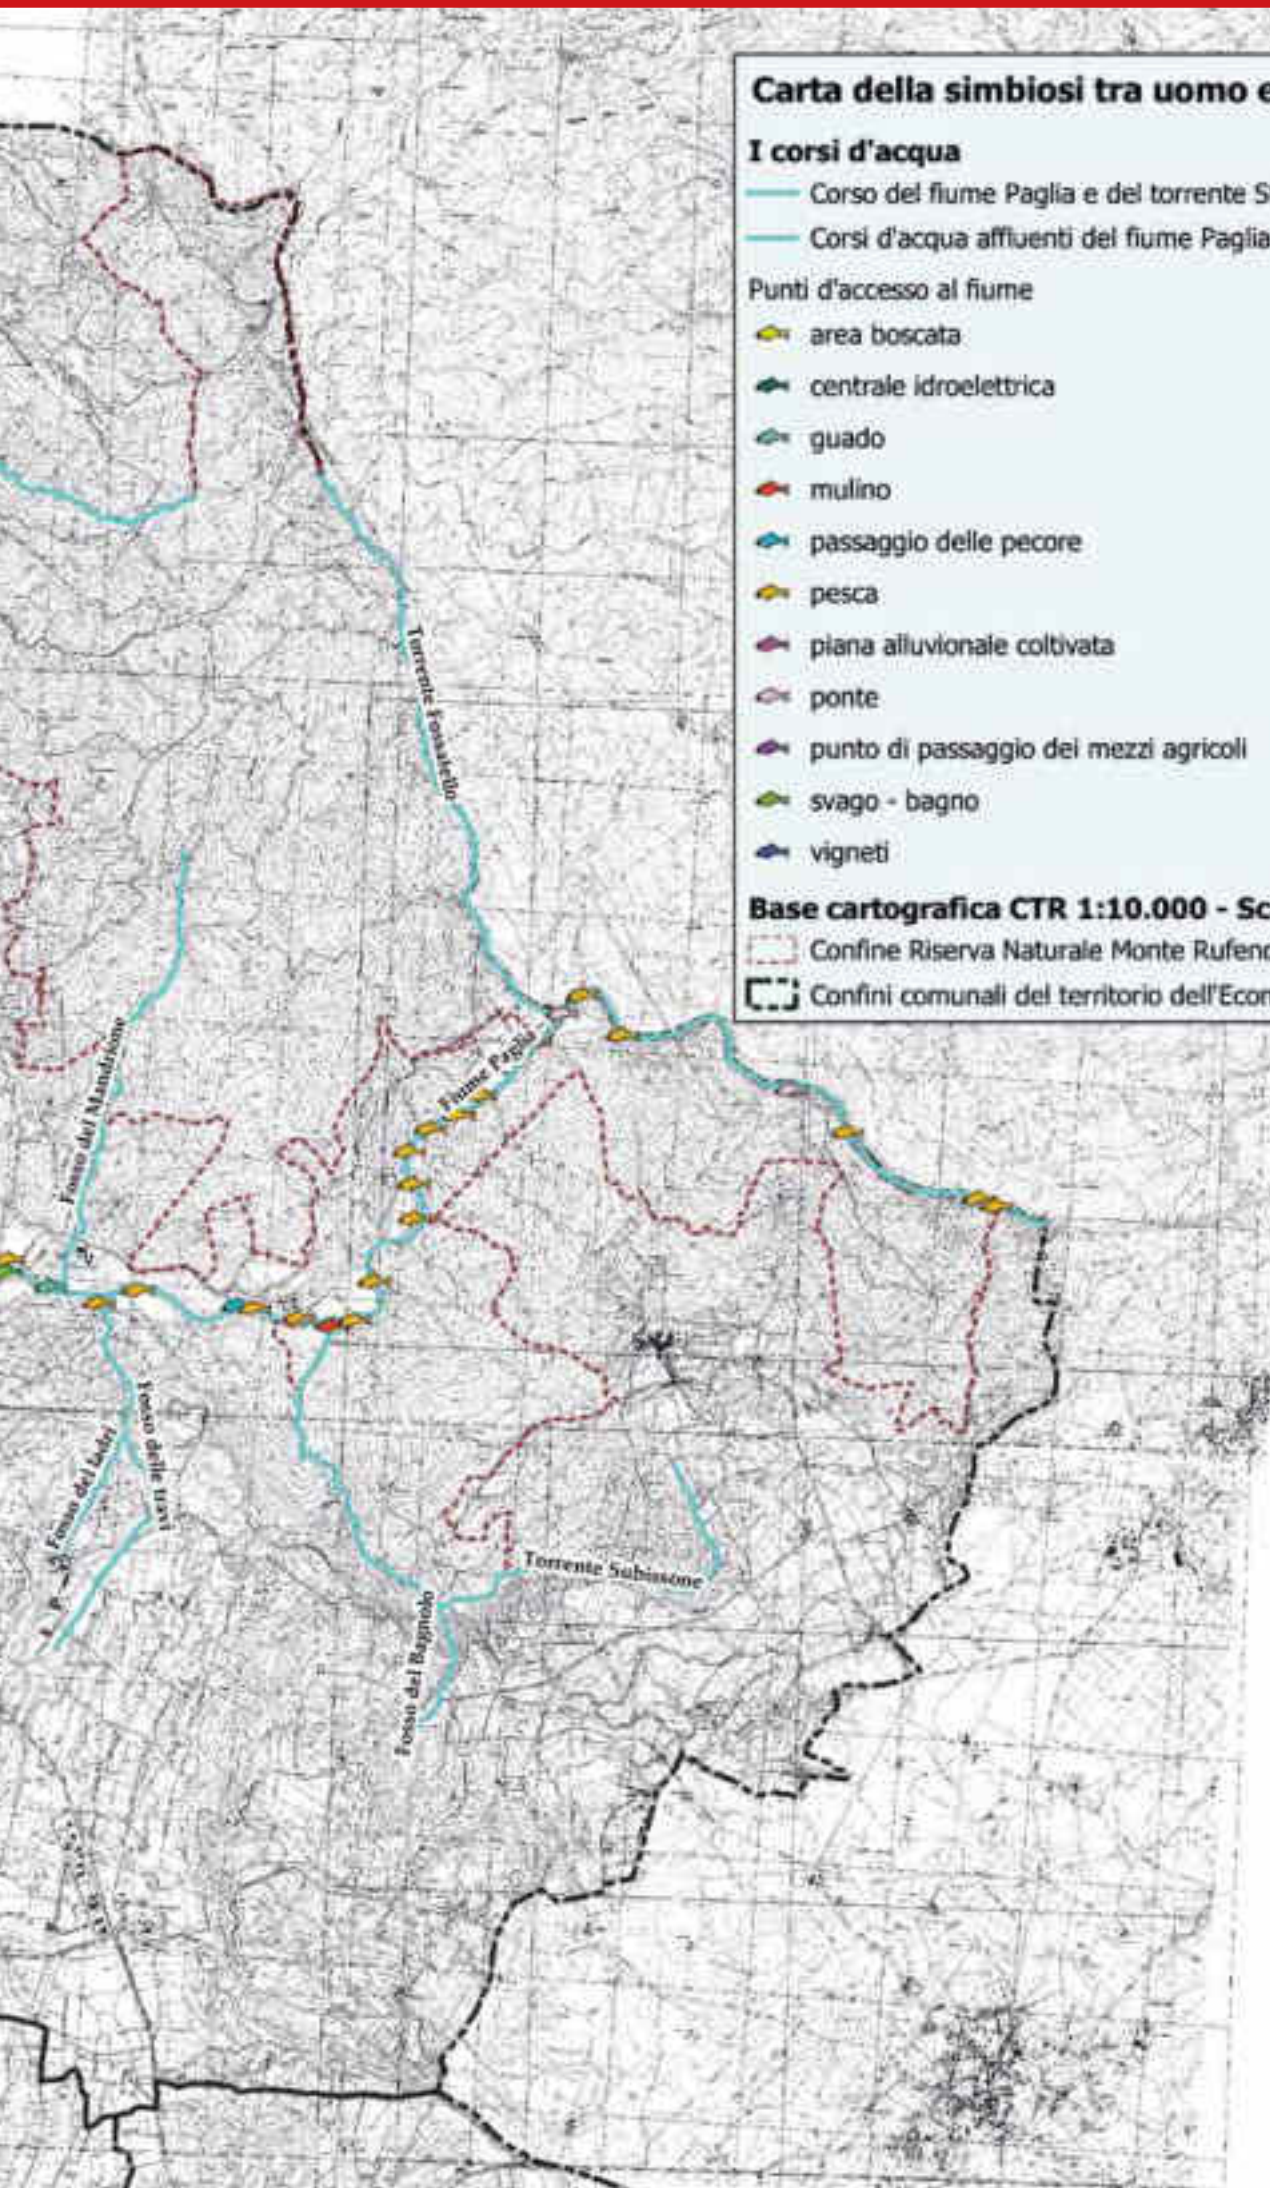 Carta della simbiosi tra uomo e
I corsi d'acqua
Corso del fiume Paglia e del torrente S
Corsi d'acqua affluenti del fiume Paglia
Punti d'accesso al fiume
area boscata
centrale idroelettrica
guado
mulino
passaggio delle pecore
pesca
piana alluvionale coltivata
ponte
punto di passaggio dei mezzi agricoli
svago - bagno
vigneti
Base cartografica CTR 1:10.000 - Sc
Confine Riserva Naturale Monte Rufeno
Confini comunali del territorio dell'Econ
Torrente Fossatello
Fiume Paglia
Fosso del Mandrione
Fosso dei ladri
Fosso delle travi
Torrente Subissone
Fosso del Bagnolo